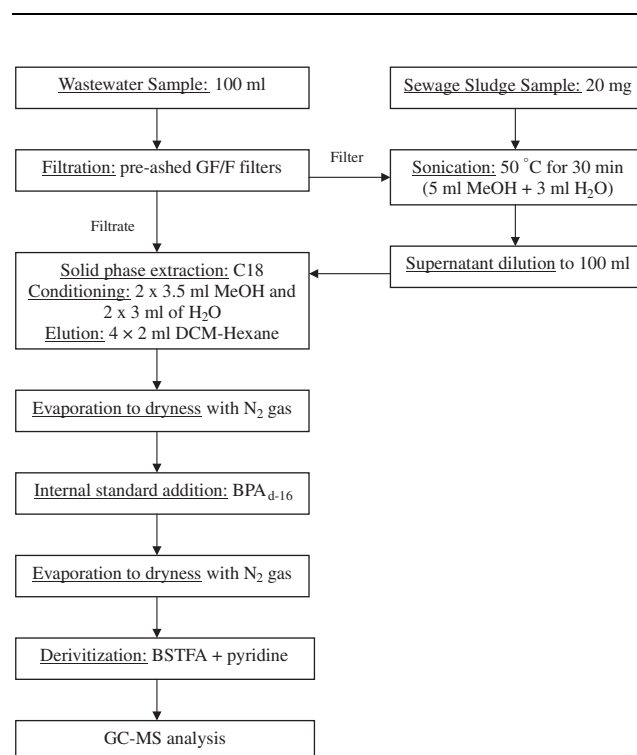 Wastewater Sample: 100 ml
Sewage Sludge Sample: 20 mg
Filtration: pre-ashed GF/F filters
Filter
Sonication: 50 °C for 30 min
(5 ml MeOH + 3 ml H₂O)
Filtrate
Supernatant dilution to 100 ml
Solid phase extraction: C18
Conditioning: 2 x 3.5 ml MeOH and
2 x 3 ml of H₂O
Elution: 4 × 2 ml DCM-Hexane
Evaporation to dryness with N₂ gas
Internal standard addition: BPAd-16
Evaporation to dryness with N₂ gas
Derivitization: BSTFA + pyridine
GC-MS analysis